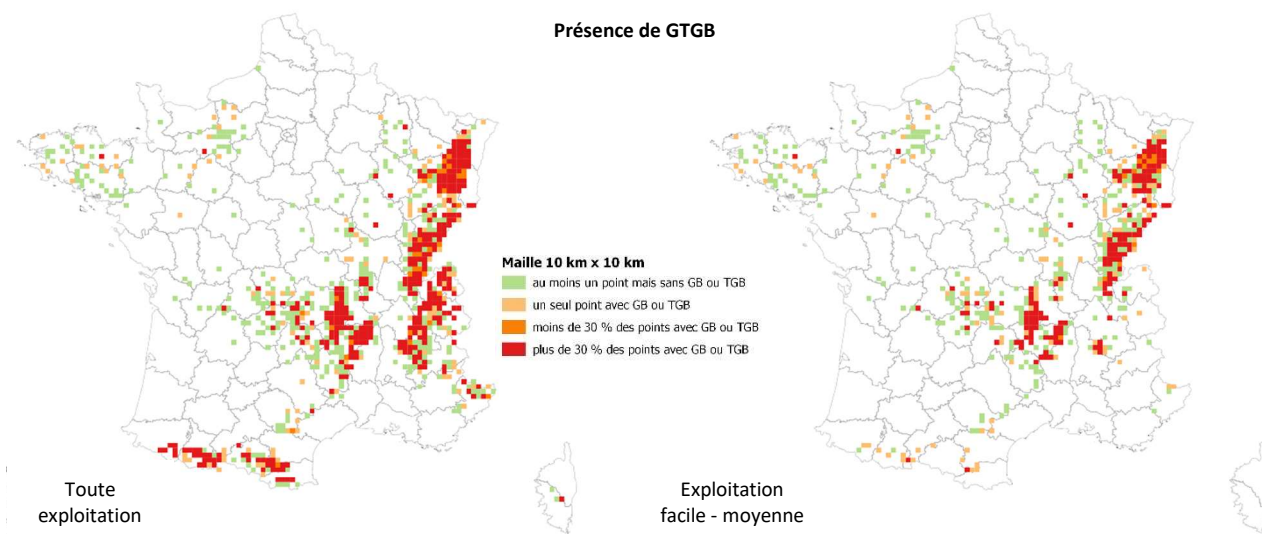 Présence de GTGB
Maille 10 km x 10 km
au moins un point mais sans GB ou TGB
un seul point avec GB ou TGB
moins de 30 % des points avec GB ou TGB
plus de 30 % des points avec GB ou TGB
Toute
exploitation
Exploitation
facile - moyenne